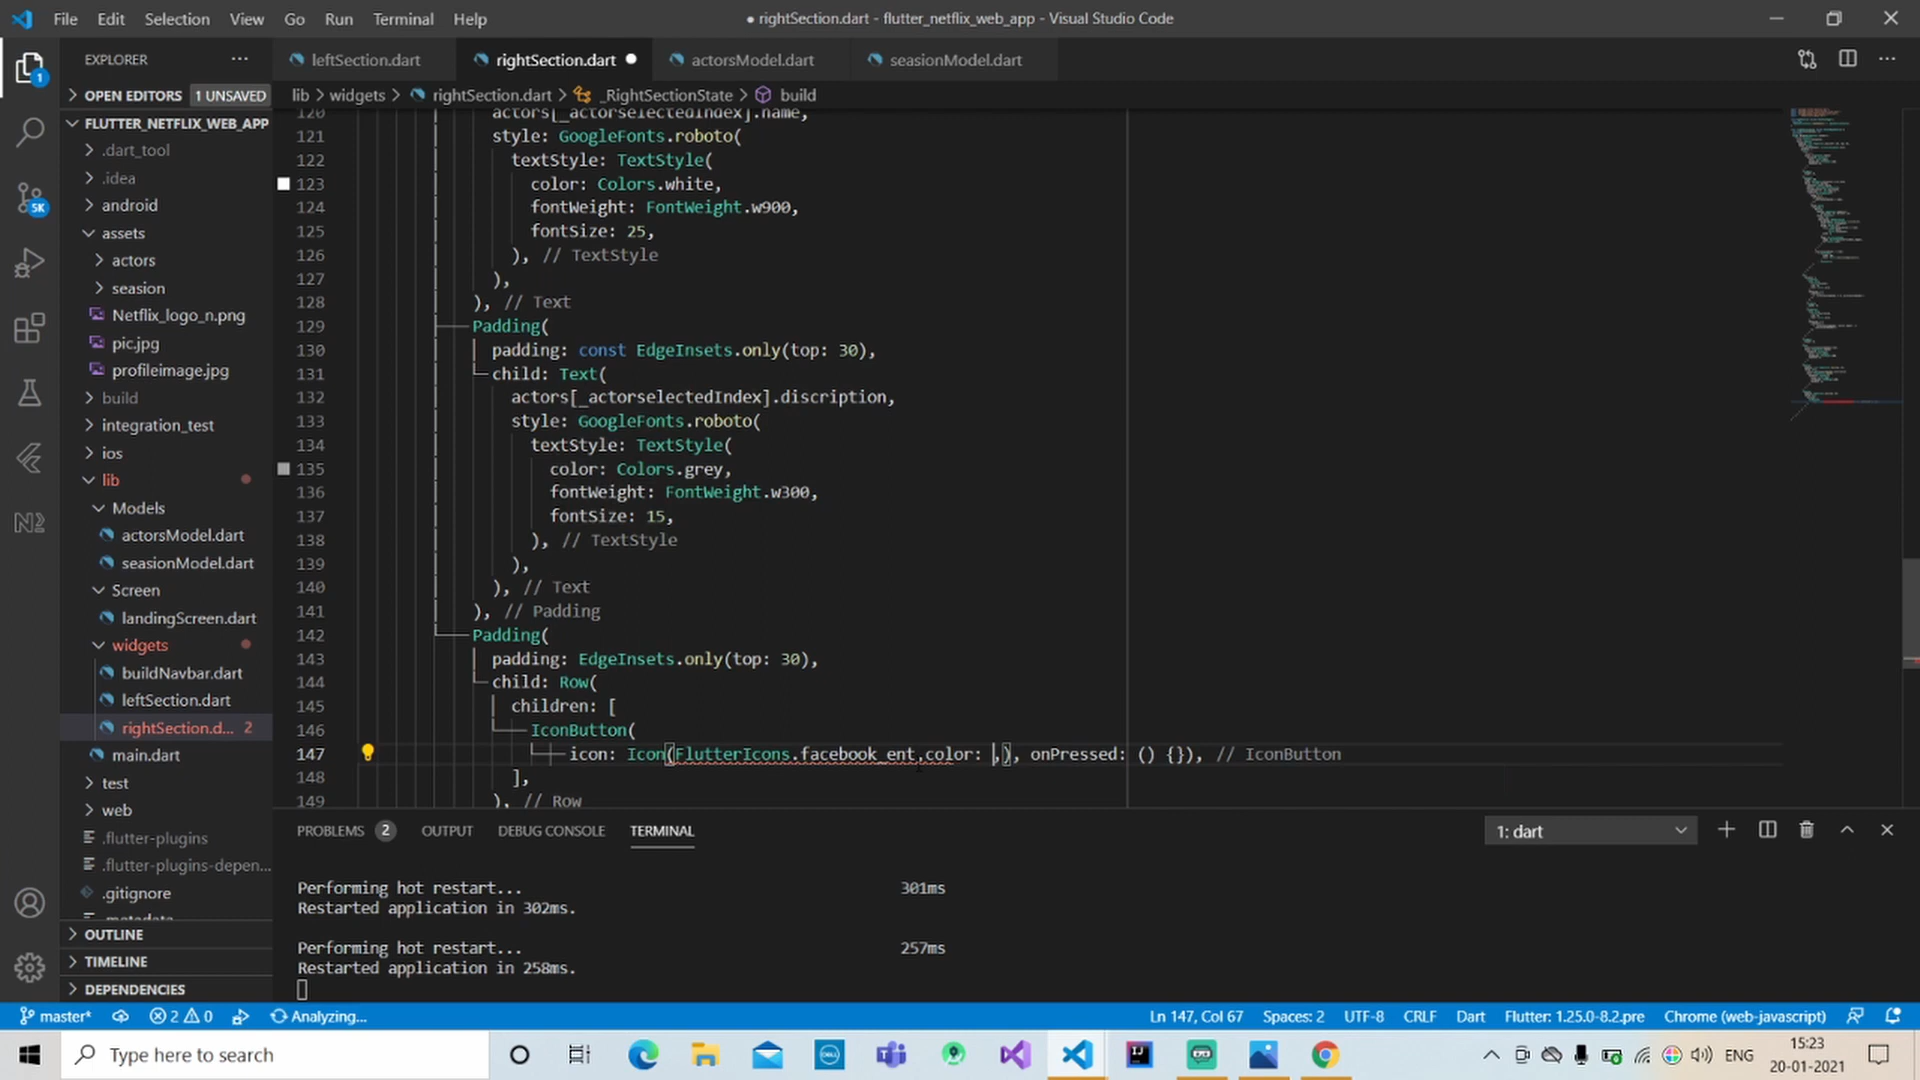 File Edit Selection View Go Run Terminal Help
● rightSection.dart - flutter_netflix_web_app - Visual Studio Code
EXPLORER ···
leftSection.dart
rightSection.dart ●
actorsModel.dart
seasionModel.dart
OPEN EDITORS 1 UNSAVED
lib > widgets > rightSection.dart > _RightSectionState > build
FLUTTER_NETFLIX_WEB_APP
.dart_tool
.idea
android
assets
actors
seasion
Netflix_logo_n.png
pic.jpg
profileimage.jpg
build
integration_test
ios
lib
Models
actorsModel.dart
seasionModel.dart
Screen
landingScreen.dart
widgets
buildNavbar.dart
leftSection.dart
rightSection.d... 2
main.dart
test
web
.flutter-plugins
.flutter-plugins-depen...
.gitignore
.metadata
OUTLINE
TIMELINE
DEPENDENCIES
1
5K
120 actors[_actorselectedIndex].name,
121 style: GoogleFonts.roboto(
122 textStyle: TextStyle(
123 color: Colors.white,
124 fontWeight: FontWeight.w900,
125 fontSize: 25,
126 ), // TextStyle
127 ),
128 ), // Text
129 Padding(
130 padding: const EdgeInsets.only(top: 30),
131 child: Text(
132 actors[_actorselectedIndex].discription,
133 style: GoogleFonts.roboto(
134 textStyle: TextStyle(
135 color: Colors.grey,
136 fontWeight: FontWeight.w300,
137 fontSize: 15,
138 ), // TextStyle
139 ),
140 ), // Text
141 ), // Padding
142 Padding(
143 padding: EdgeInsets.only(top: 30),
144 child: Row(
145 children: [
146 IconButton(
147 icon: Icon(FlutterIcons.facebook_ent,color: ,), onPressed: () {}), // IconButton
148 ],
149 ), // Row
PROBLEMS 2 OUTPUT DEBUG CONSOLE TERMINAL
1: dart
Performing hot restart... 301ms
Restarted application in 302ms.
Performing hot restart... 257ms
Restarted application in 258ms.
master* 2 0 Analyzing...
Ln 147, Col 67 Spaces: 2 UTF-8 CRLF Dart Flutter: 1.25.0-8.2.pre Chrome (web-javascript)
Type here to search
DELL
ENG
15:23
20-01-2021